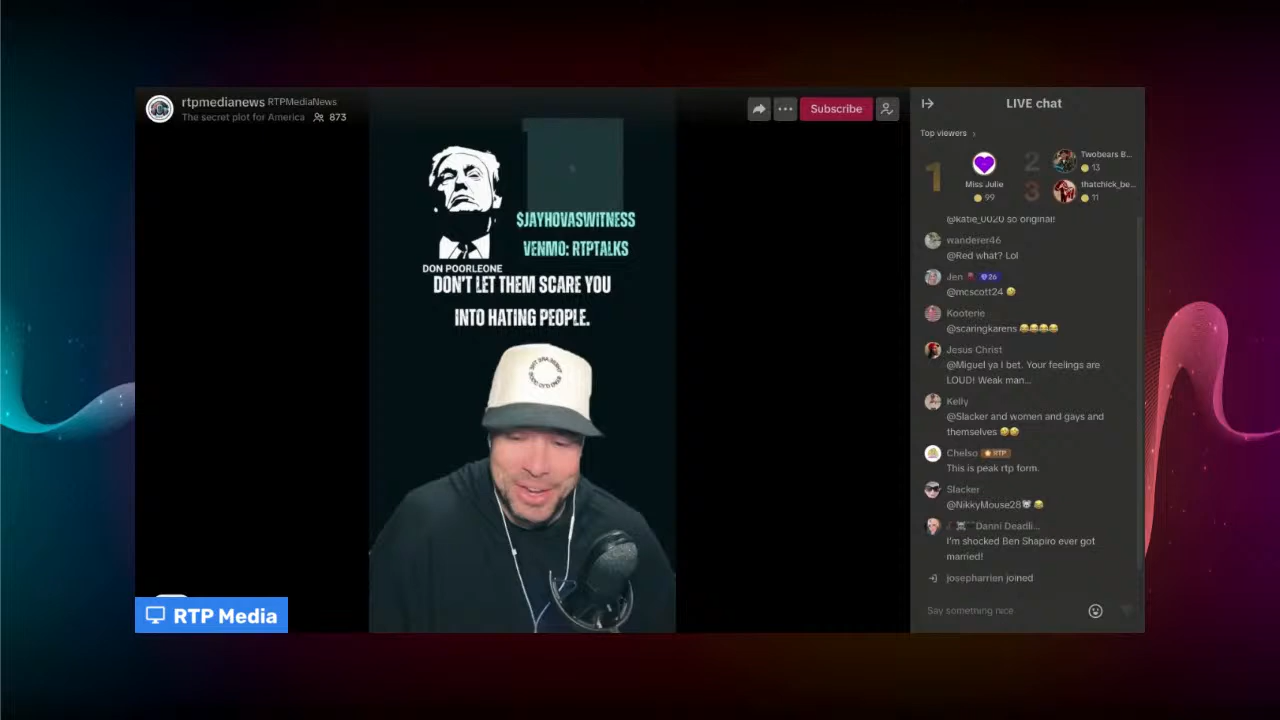 rtpmedianews RTPMediaNews
The secret plot for America 873
Subscribe
$JAYHOVASWITNESS
VENMO: RTPTALKS
DON POORLEONE
DON'T LET THEM SCARE YOU
INTO HATING PEOPLE.
RTP Media
LIVE chat
Top viewers
1
Miss Julie
99
2
Twobears B...
13
3
thatchick_be...
11
@katie_0020 so original!
wanderer46
@Red what? Lol
Jen 26
@mcscott24
Kooterie
@scaringkarens
Jesus Christ
@Miguel ya I bet. Your feelings are
LOUD! Weak man...
Kelly
@Slacker and women and gays and
themselves
Chelso RTP
This is peak rtp form.
Slacker
@NikkyMouse28
Danni Deadli...
I'm shocked Ben Shapiro ever got
married!
josepharrien joined
Say something nice